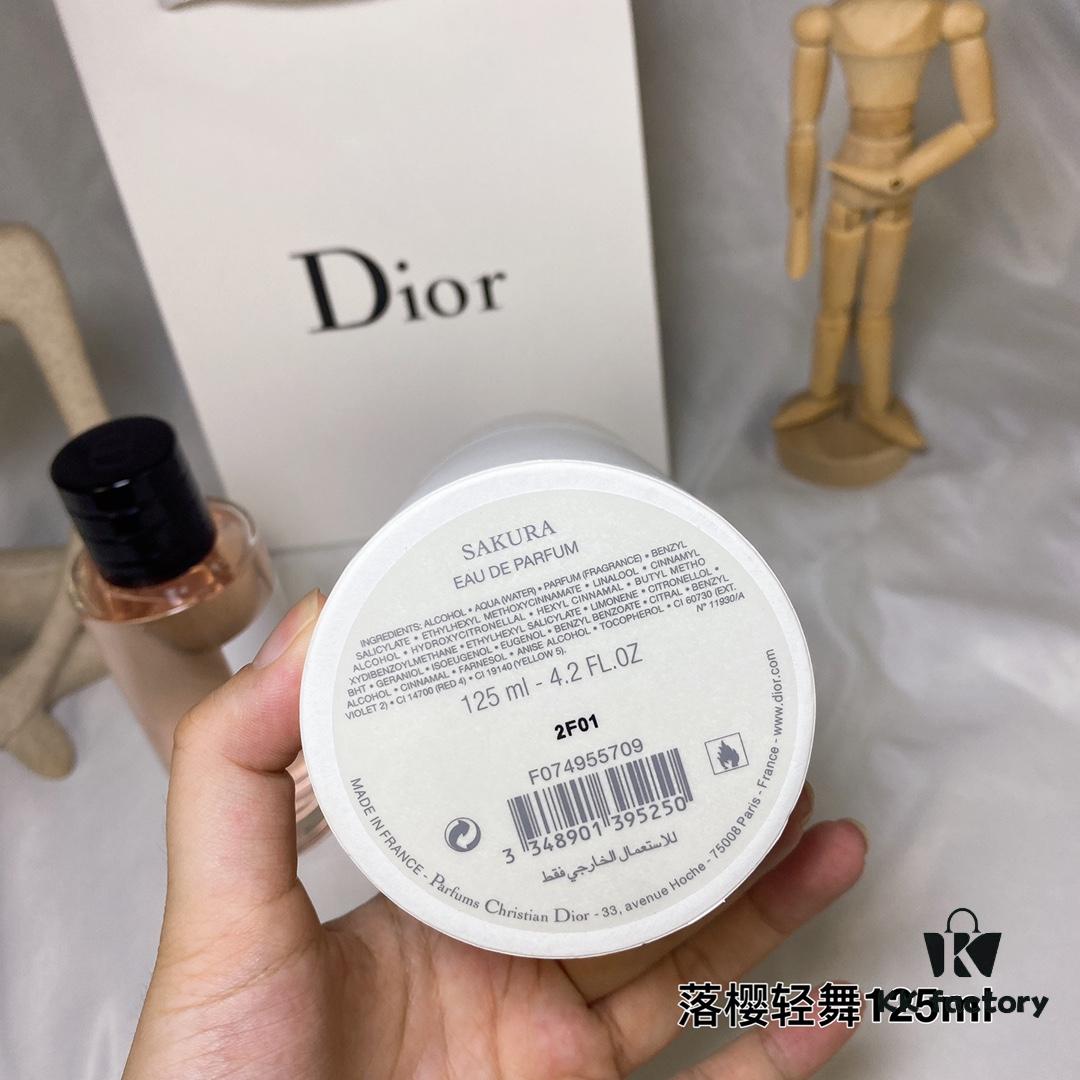 Dior
SAKURA
EAU DE PARFUM
INGREDIENTS: ALCOHOL • AQUA (WATER) • PARFUM (FRAGRANCE) • BENZYL
SALICYLATE • ETHYLHEXYL METHOXYCINNAMATE • LINALOOL • CINNAMYL
ALCOHOL • HYDROXYCITRONELLAL • HEXYL CINNAMAL • BUTYL METHO
XYDIBENZOYLMETHANE • ETHYLHEXYL SALICYLATE • LIMONENE • CITRONELLOL •
BHT • GERANIOL • ISOEUGENOL • EUGENOL • BENZYL BENZOATE • CITRAL • BENZYL
ALCOHOL • CINNAMAL • FARNESOL • ANISE ALCOHOL • TOCOPHEROL • CI 60730 (EXT.
VIOLET 2) • CI 14700 (RED 4) • CI 19140 (YELLOW 5).
N° 11930/A
125 ml - 4.2 FL.OZ
2F01
F074955709
3 348901 395250
للاستعمال الخارجي فقط
MADE IN FRANCE - Parfums Christian Dior - 33, avenue Hoche - 75008 Paris - France - www.dior.com
落樱轻舞125ml
KK factory